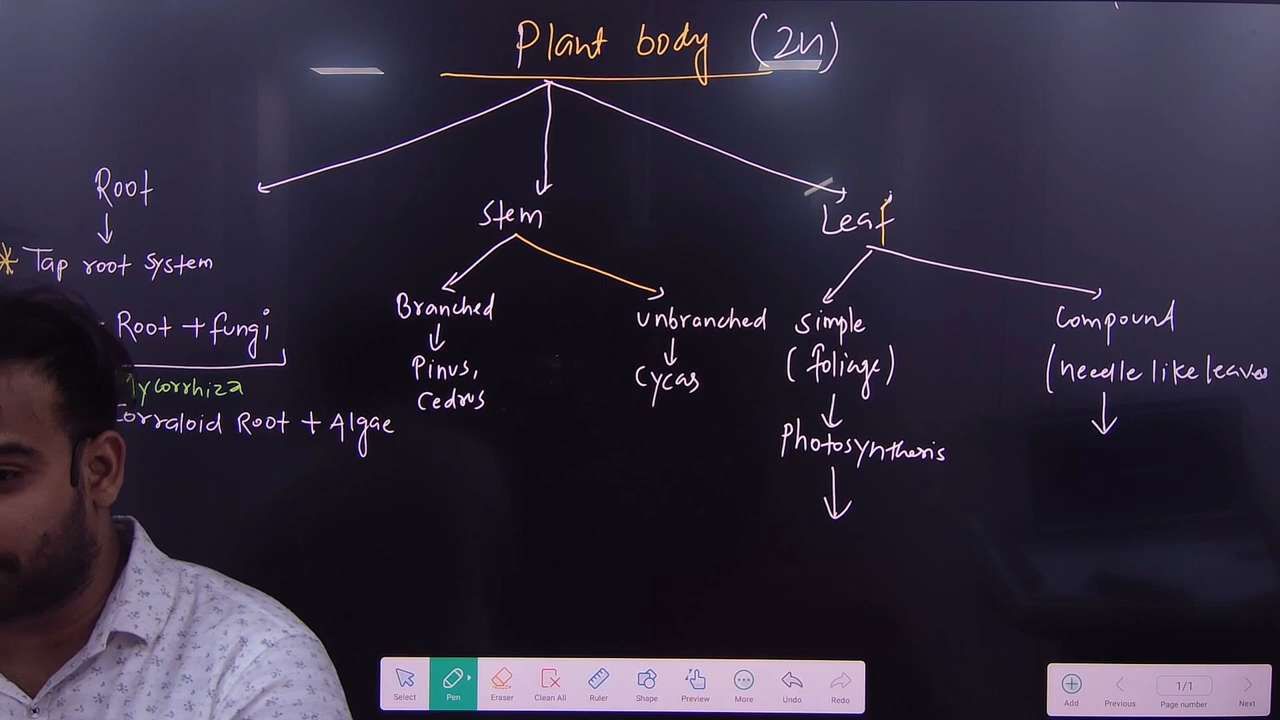 Plant body (2n)
Root
* Tap root system
Root + fungi
Mycorrhiza
Corraloid Root + Algae
Stem
Branched
Pinus,
Cedrus
unbranched
Cycas
Leaf
simple
(foliage)
Photosynthesis
Compound
(needle like leaves
Select
Pen
Eraser
Clean All
Ruler
Shape
Preview
More
Undo
Redo
Add
Previous
1/1
Page number
Next